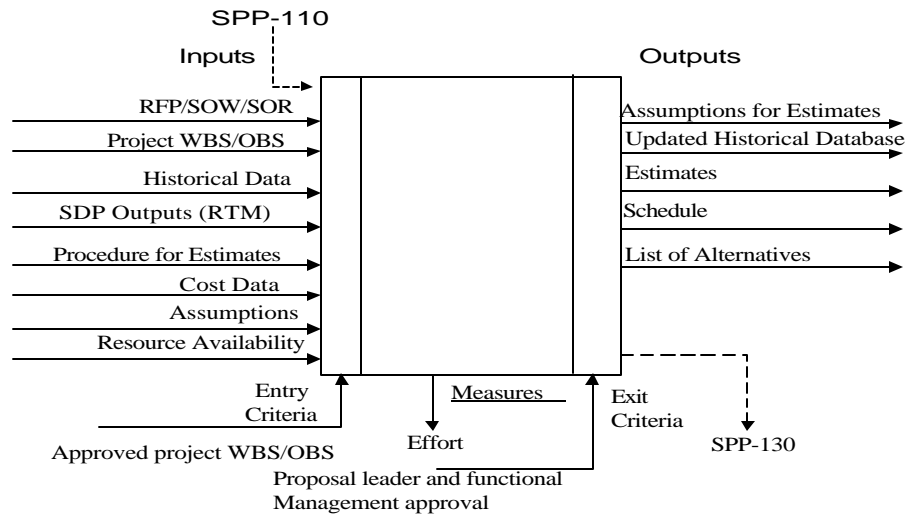 SPP-110
Inputs
Outputs
RFP/SOW/SOR
Project WBS/OBS
Historical Data
SDP Outputs (RTM)
Procedure for Estimates
Cost Data
Assumptions
Resource Availability
Assumptions for Estimates
Updated Historical Database
Estimates
Schedule
List of Alternatives
Entry
Criteria
Approved project WBS/OBS
Measures
Effort
Exit
Criteria
Proposal leader and functional
Management approval
SPP-130